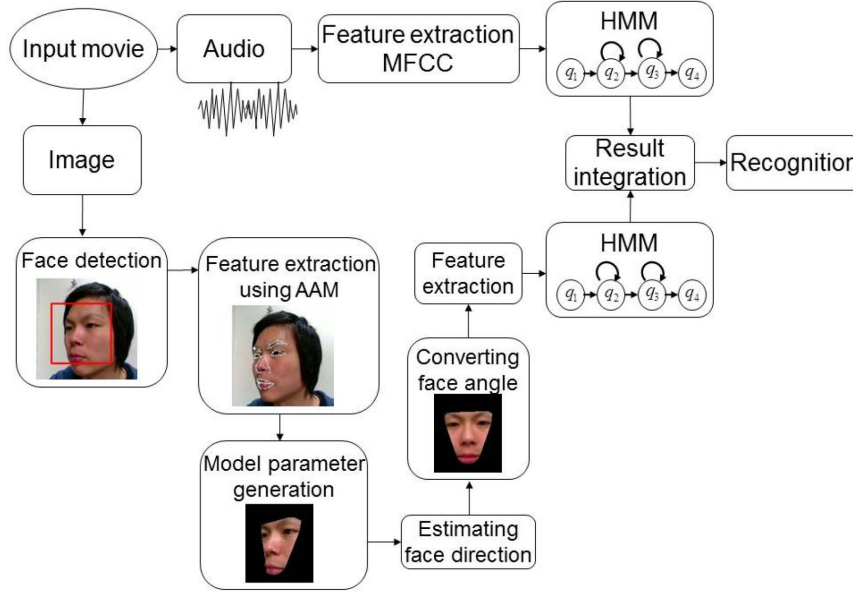 Input movie
Audio
Feature extraction
MFCC
HMM
q1 q2 q3 q4
Image
Result
integration
Recognition
Face detection
Feature extraction
using AAM
Feature
extraction
HMM
q1 q2 q3 q4
Converting
face angle
Model parameter
generation
Estimating
face direction